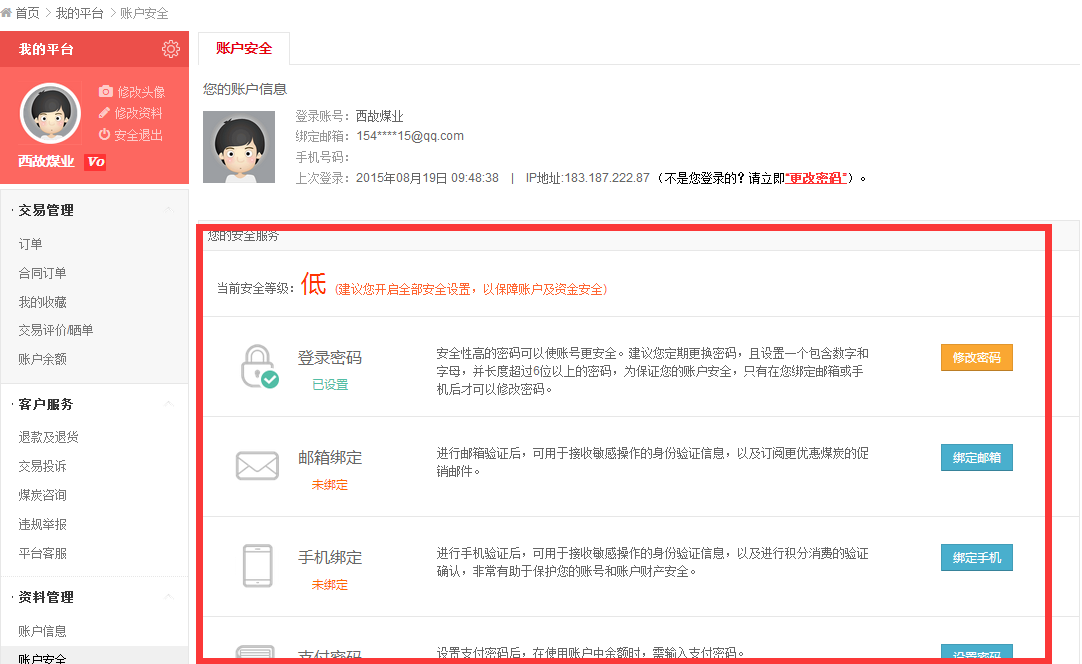 首页 > 我的平台 > 账户安全
我的平台
修改头像
修改资料
安全退出
西故煤业 Vo
· 交易管理
订单
合同订单
我的收藏
交易评价/晒单
账户余额
· 客户服务
退款及退货
交易投诉
煤炭咨询
违规举报
平台客服
· 资料管理
账户信息
账户安全
账户安全
您的账户信息
登录账号：西故煤业
绑定邮箱：154****15@qq.com
手机号码：
上次登录：2015年08月19日 09:48:38 | IP地址:183.187.222.87 （不是您登录的？请立即“更改密码”）。
您的安全服务
当前安全等级：低 (建议您开启全部安全设置，以保障账户及资金安全)
登录密码
已设置
安全性高的密码可以使账号更安全。建议您定期更换密码，且设置一个包含数字和
字母，并长度超过6位以上的密码，为保证您的账户安全，只有在您绑定邮箱或手
机后才可以修改密码。
修改密码
邮箱绑定
未绑定
进行邮箱验证后，可用于接收敏感操作的身份验证信息，以及订阅更优惠煤炭的促
销邮件。
绑定邮箱
手机绑定
未绑定
进行手机验证后，可用于接收敏感操作的身份验证信息，以及进行积分消费的验证
确认，非常有助于保护您的账号和账户财产安全。
绑定手机
支付密码
设置支付密码后，在使用账户中余额时，需输入支付密码。
设置密码